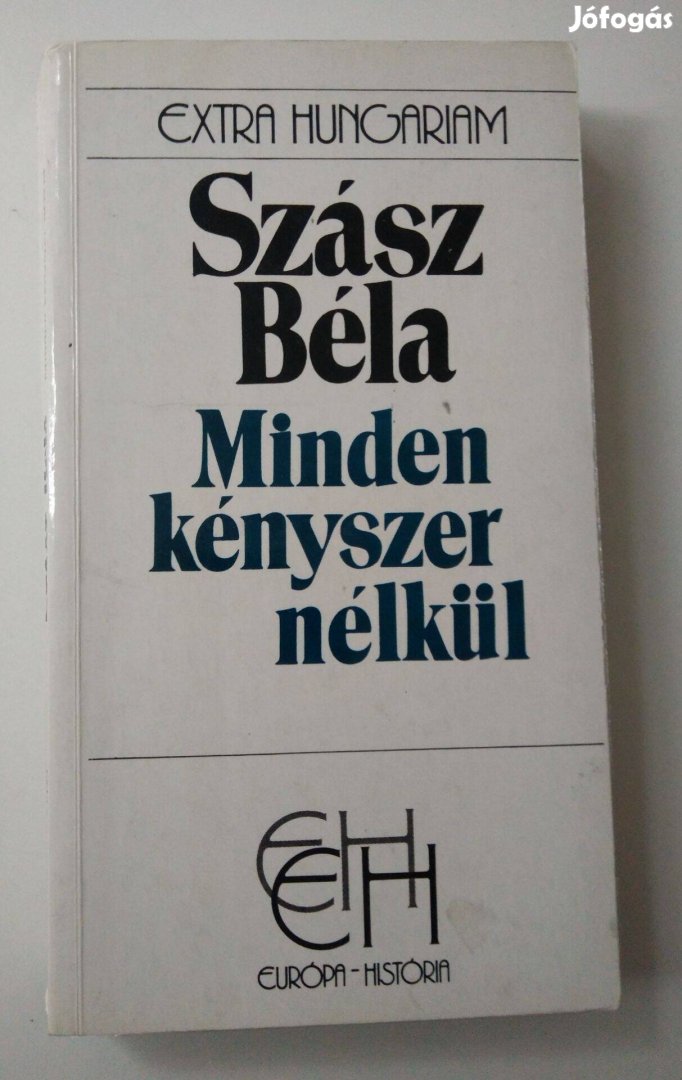 Jófogás
EXTRA HUNGARIAM
Szász
Béla
Minden
kényszer
nélkül
EH
EH
EURÓPA - HISTÓRIA